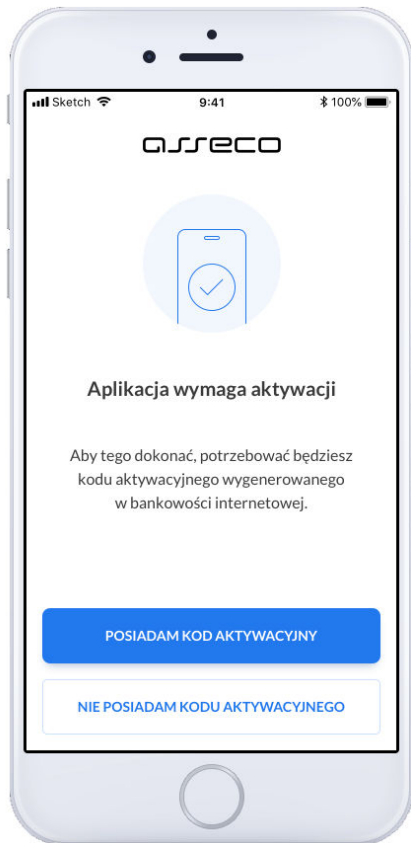 Sketch 9:41 100%
asseco
Aplikacja wymaga aktywacji
Aby tego dokonać, potrzebować będziesz
kodu aktywacyjnego wygenerowanego
w bankowości internetowej.
POSIADAM KOD AKTYWACYJNY
NIE POSIADAM KODU AKTYWACYJNEGO